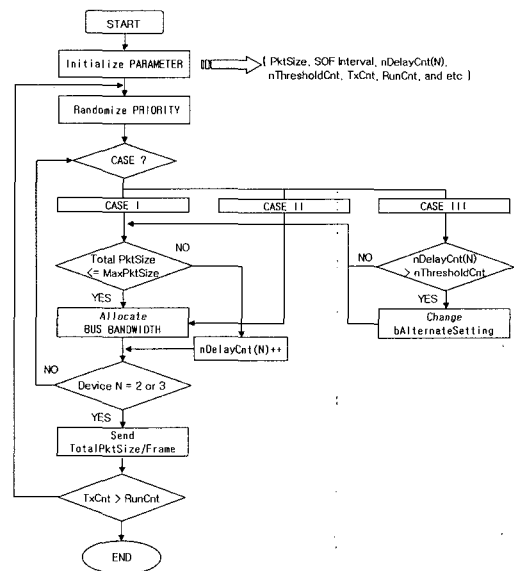 START
Initialize PARAMETER
{ PktSize, SOF Interval, nDelayCnt(N),
nThresholdCnt, TxCnt, RunCnt, and etc }
Randomize PRIORITY
CASE ?
CASE I
CASE II
CASE III
Total PktSize
<= MaxPktSize
NO
YES
nDelayCnt(N)
> nThresholdCnt
NO
YES
Allocate
BUS BANDWIDTH
Change
bAlternateSetting
nDelayCnt(N)++
NO
Device N = 2 or 3
YES
Send
TotalPktSize/Frame
TxCnt > RunCnt
END